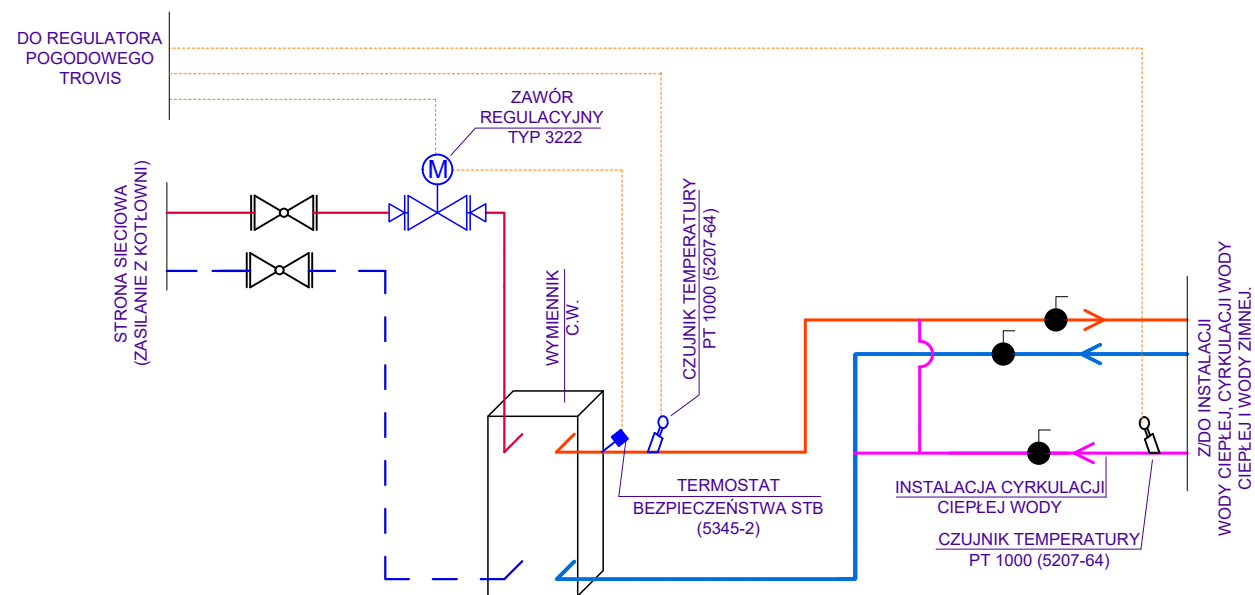 DO REGULATORA
POGODOWEGO
TROVIS
ZAWÓR
REGULACYJNY
TYP 3222
M
STRONA SIECIOWA
(ZASILANIE Z KOTŁOWNI)
WYMIENNIK
C.W.
CZUJNIK TEMPERATURY
PT 1000 (5207-64)
TERMOSTAT
BEZPIECZEŃSTWA STB
(5345-2)
INSTALACJA CYRKULACJI
CIEPŁEJ WODY
CZUJNIK TEMPERATURY
PT 1000 (5207-64)
Z/DO INSTALACJI
WODY CIEPŁEJ, CYRKULACJI WODY
CIEPŁEJ I WODY ZIMNEJ.